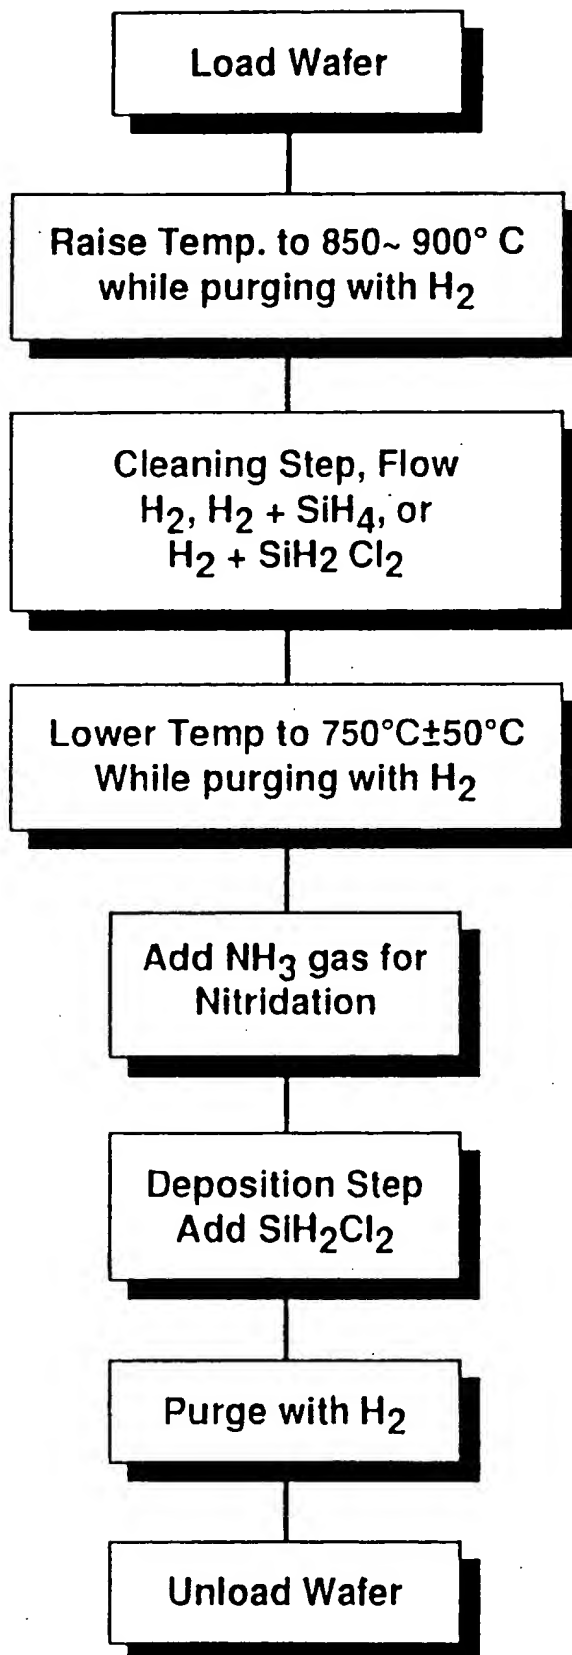 Load Wafer
Raise Temp. to 850~ 900° C
while purging with H₂
Cleaning Step, Flow
H₂, H₂ + SiH₄, or
H₂ + SiH2 Cl₂
Lower Temp to 750°C±50°C
While purging with H₂
Add NH₃ gas for
Nitridation
Deposition Step
Add SiH₂Cl₂
Purge with H₂
Unload Wafer